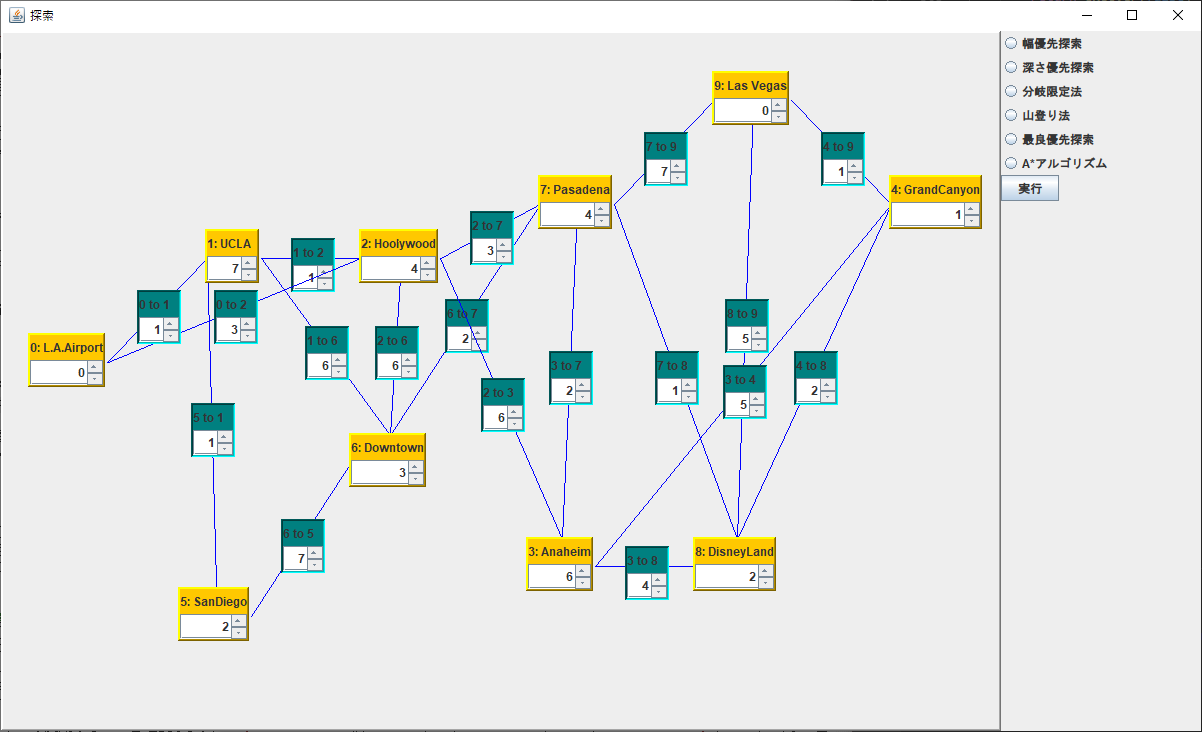 探索
幅優先探索
深さ優先探索
分岐限定法
山登り法
最良優先探索
A*アルゴリズム
実行
9: Las Vegas
0
7 to 9
7
4 to 9
1
7: Pasadena
4
4: GrandCanyon
1
1: UCLA
7
1 to 2
1
2: Hoolywood
4
2 to 7
3
0 to 1
1
0 to 2
3
0: L.A.Airport
0
1 to 6
6
2 to 6
6
6 to 7
2
8 to 9
5
3 to 7
2
7 to 8
1
3 to 4
5
4 to 8
2
2 to 3
6
5 to 1
1
6: Downtown
3
6 to 5
7
3: Anaheim
6
3 to 8
4
8: DisneyLand
2
5: SanDiego
2